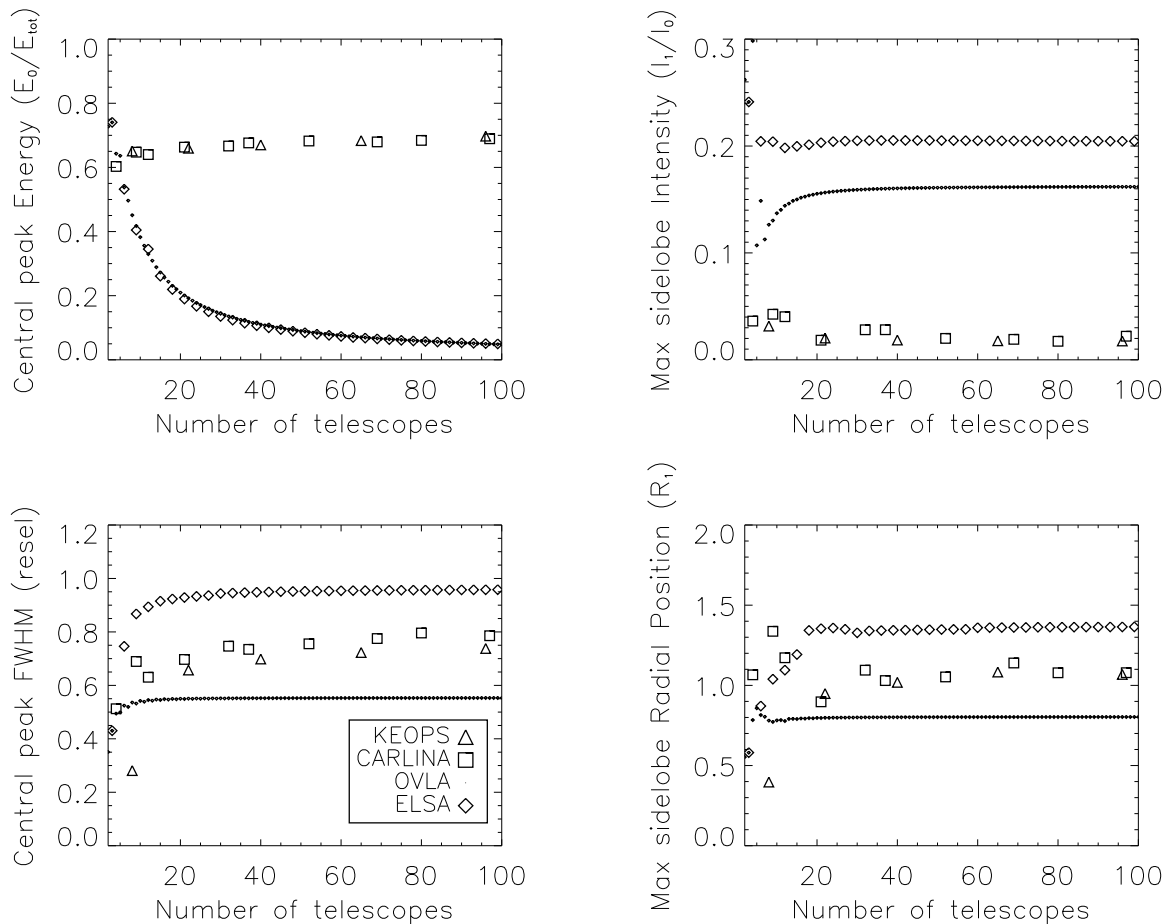 Central peak Energy (E₀/E_tot)
1.0
0.8
0.6
0.4
0.2
0.0
20 40 60 80 100
Number of telescopes
Max sidelobe Intensity (I₁/I₀)
0.3
0.2
0.1
0.0
20 40 60 80 100
Number of telescopes
Central peak FWHM (resel)
1.2
1.0
0.8
0.6
0.4
0.2
0.0
KEOPS
CARLINA
OVLA
ELSA
20 40 60 80 100
Number of telescopes
Max sidelobe Radial Position (R₁)
2.0
1.5
1.0
0.5
0.0
20 40 60 80 100
Number of telescopes